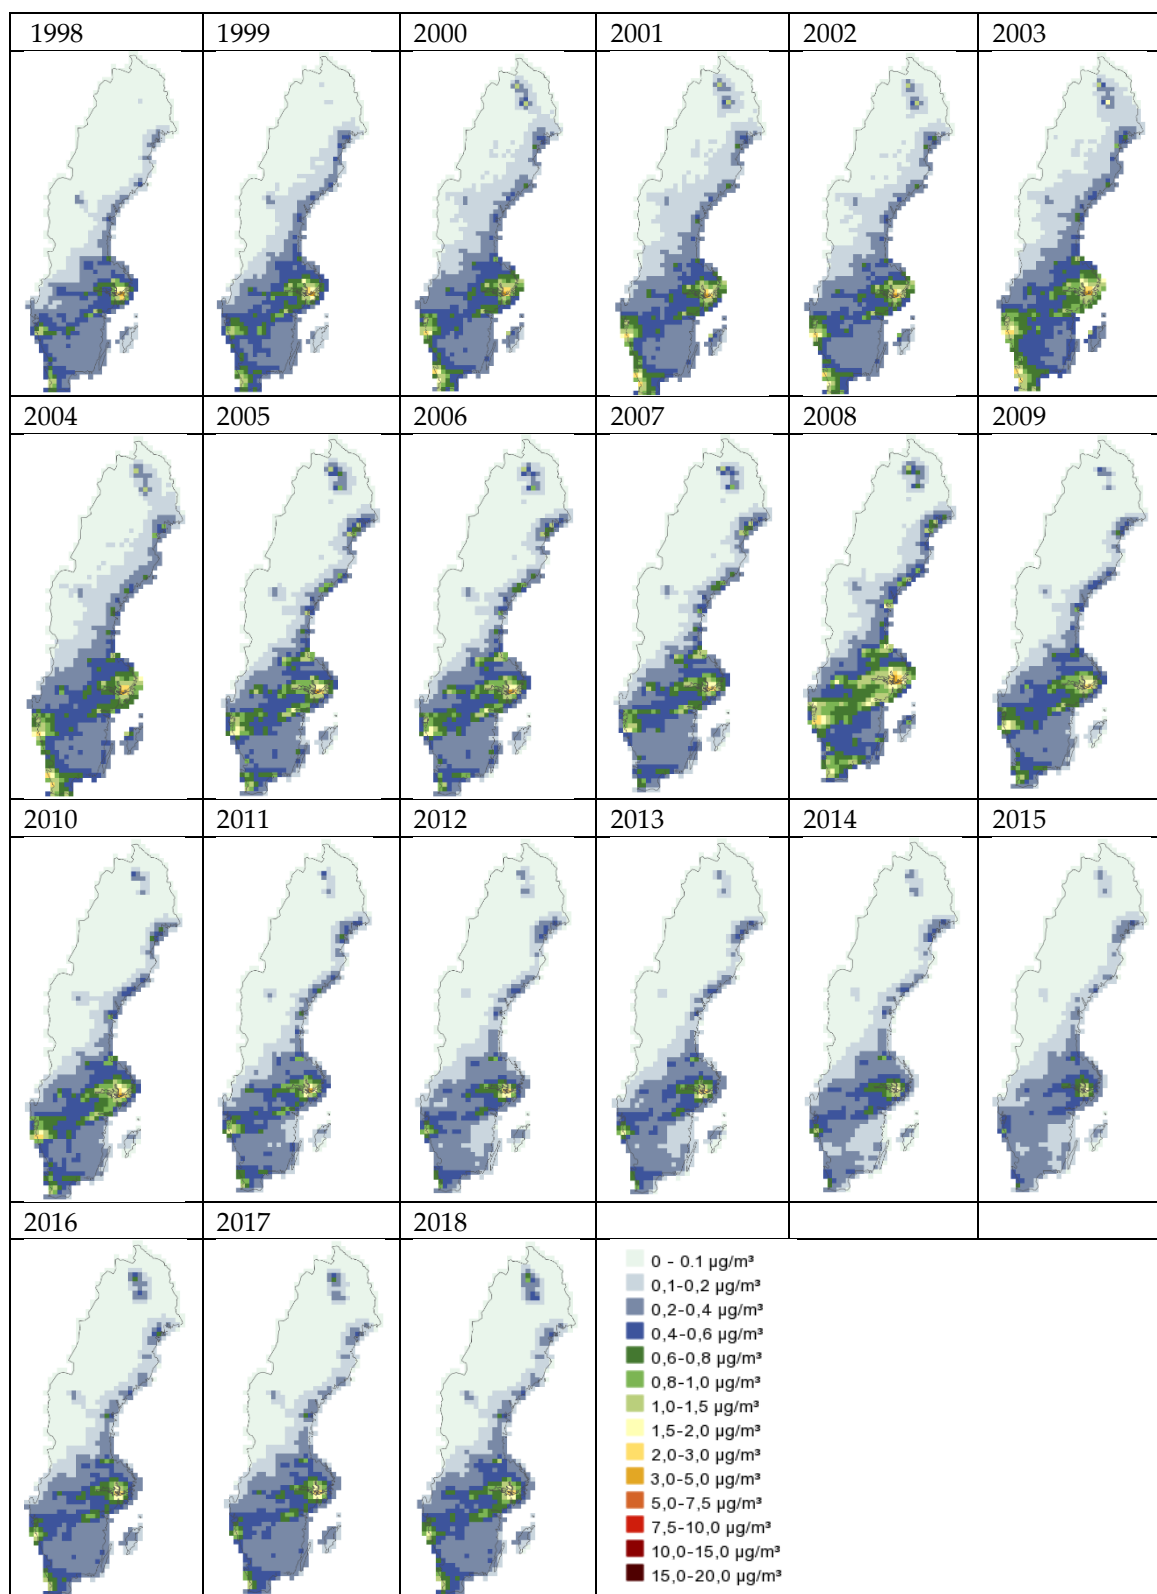 1998 1999 2000 2001 2002 2003
2004 2005 2006 2007 2008 2009
2010 2011 2012 2013 2014 2015
2016 2017 2018
0 - 0.1 µg/m³
0,1-0,2 µg/m³
0,2-0,4 µg/m³
0,4-0,6 µg/m³
0,6-0,8 µg/m³
0,8-1,0 µg/m³
1,0-1,5 µg/m³
1,5-2,0 µg/m³
2,0-3,0 µg/m³
3,0-5,0 µg/m³
5,0-7,5 µg/m³
7,5-10,0 µg/m³
10,0-15,0 µg/m³
15,0-20,0 µg/m³